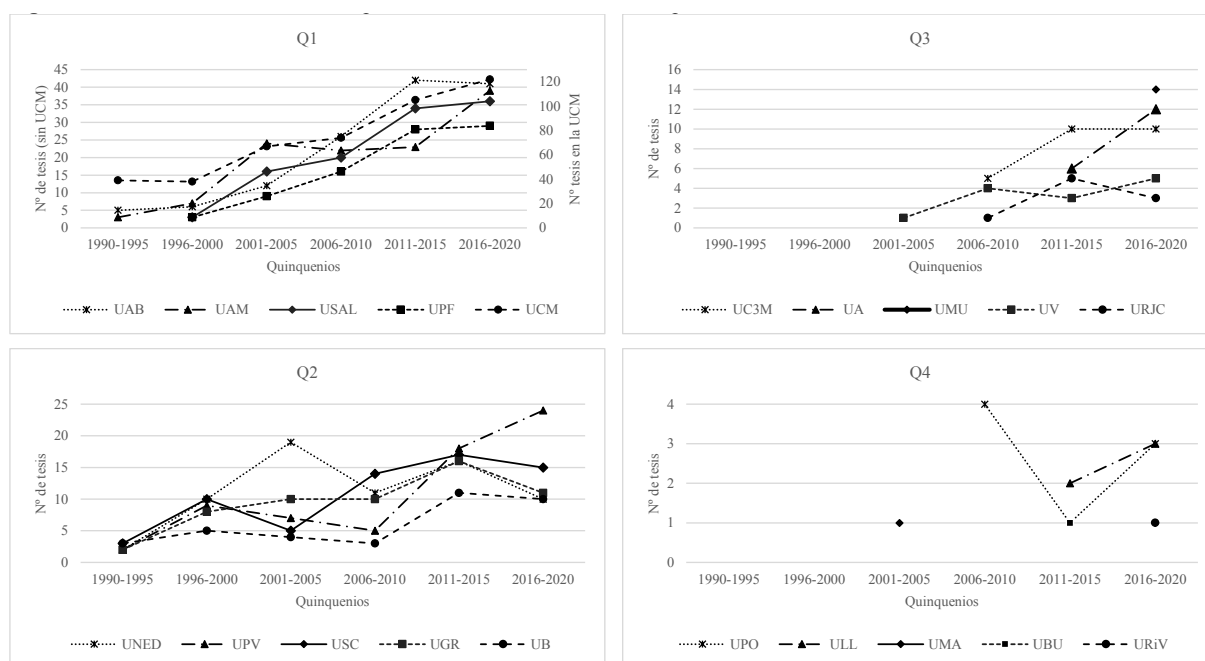 Q1
Nº de tesis (sin UCM)
45
40
35
30
25
20
15
10
5
0
120
100
80
60
40
20
0
Nº tesis en la UCM
1990-1995 1996-2000 2001-2005 2006-2010 2011-2015 2016-2020
Quinquenios
UAB UAM USAL UPF UCM
Q3
Nº de tesis
16
14
12
10
8
6
4
2
0
1990-1995 1996-2000 2001-2005 2006-2010 2011-2015 2016-2020
Quinquenios
UC3M UA UMU UV URJC
Q2
Nº de tesis
25
20
15
10
5
0
1990-1995 1996-2000 2001-2005 2006-2010 2011-2015 2016-2020
Quinquenios
UNED UPV USC UGR UB
Q4
Nº de tesis
4
3
2
1
0
1990-1995 1996-2000 2001-2005 2006-2010 2011-2015 2016-2020
Quinquenios
UPO ULL UMA UBU URiV